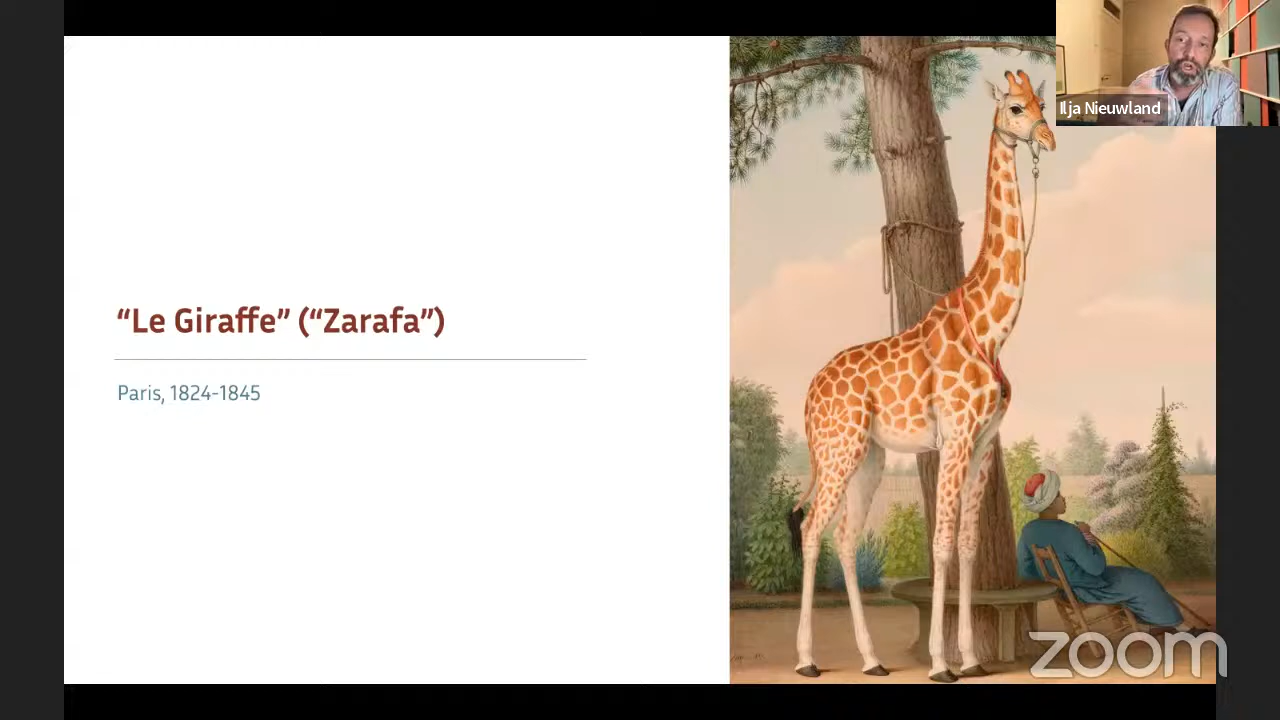 Ilja Nieuwland
“Le Giraffe” (“Zarafa”)
Paris, 1824-1845
zoom